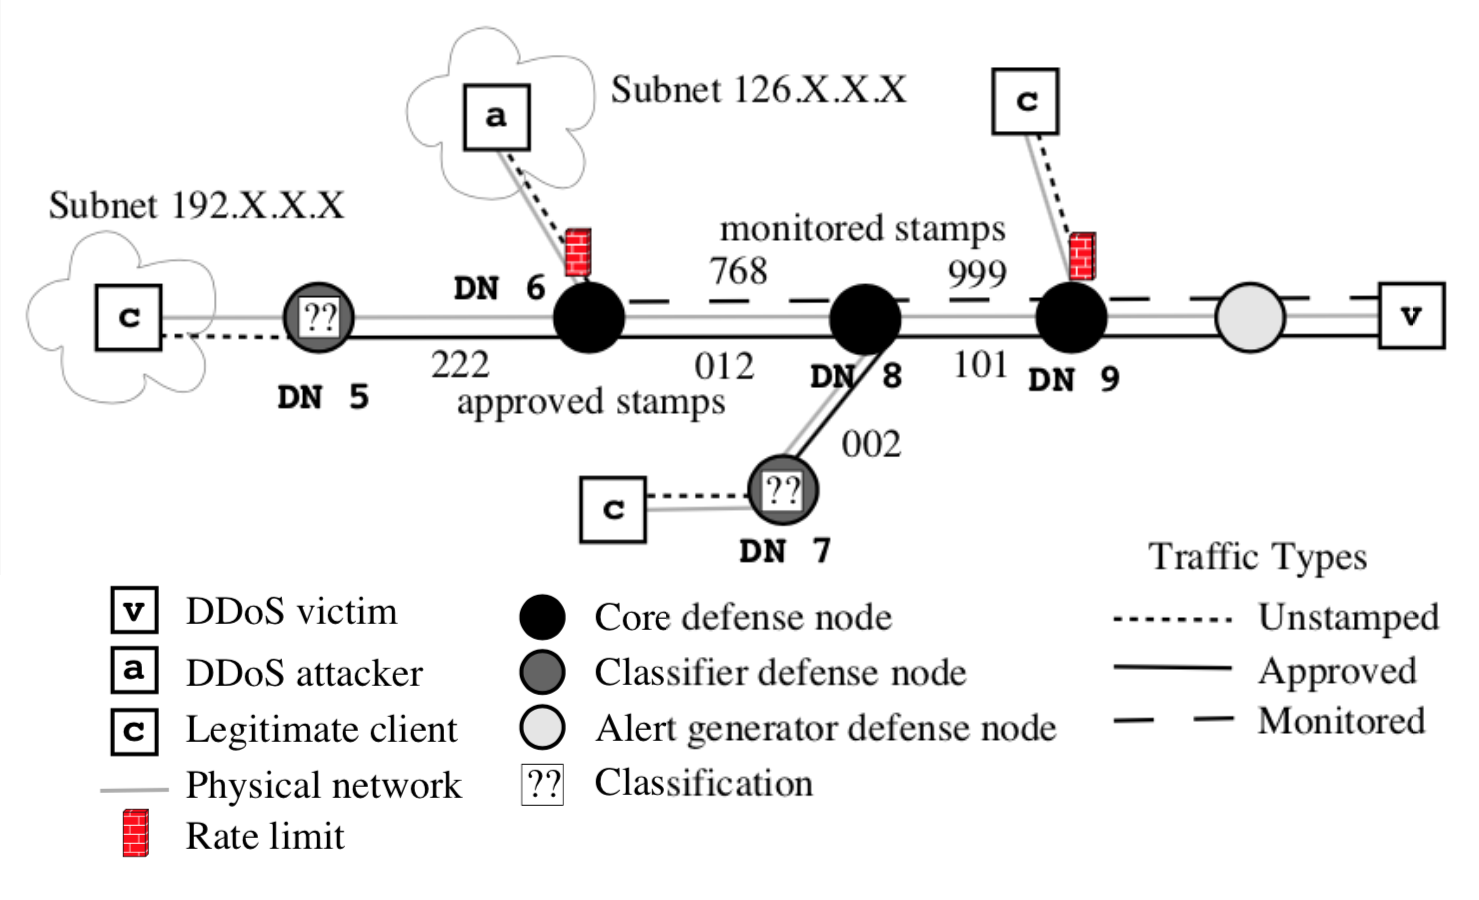 a
Subnet 126.X.X.X
c
Subnet 192.X.X.X
monitored stamps
768
999
DN 6
c
??
v
222
012
DN 8
101
DN 9
DN 5
approved stamps
002
c
??
DN 7
Traffic Types
v DDoS victim
Core defense node
Unstamped
a DDoS attacker
Classifier defense node
Approved
c Legitimate client
Alert generator defense node
Monitored
Physical network
?? Classification
Rate limit